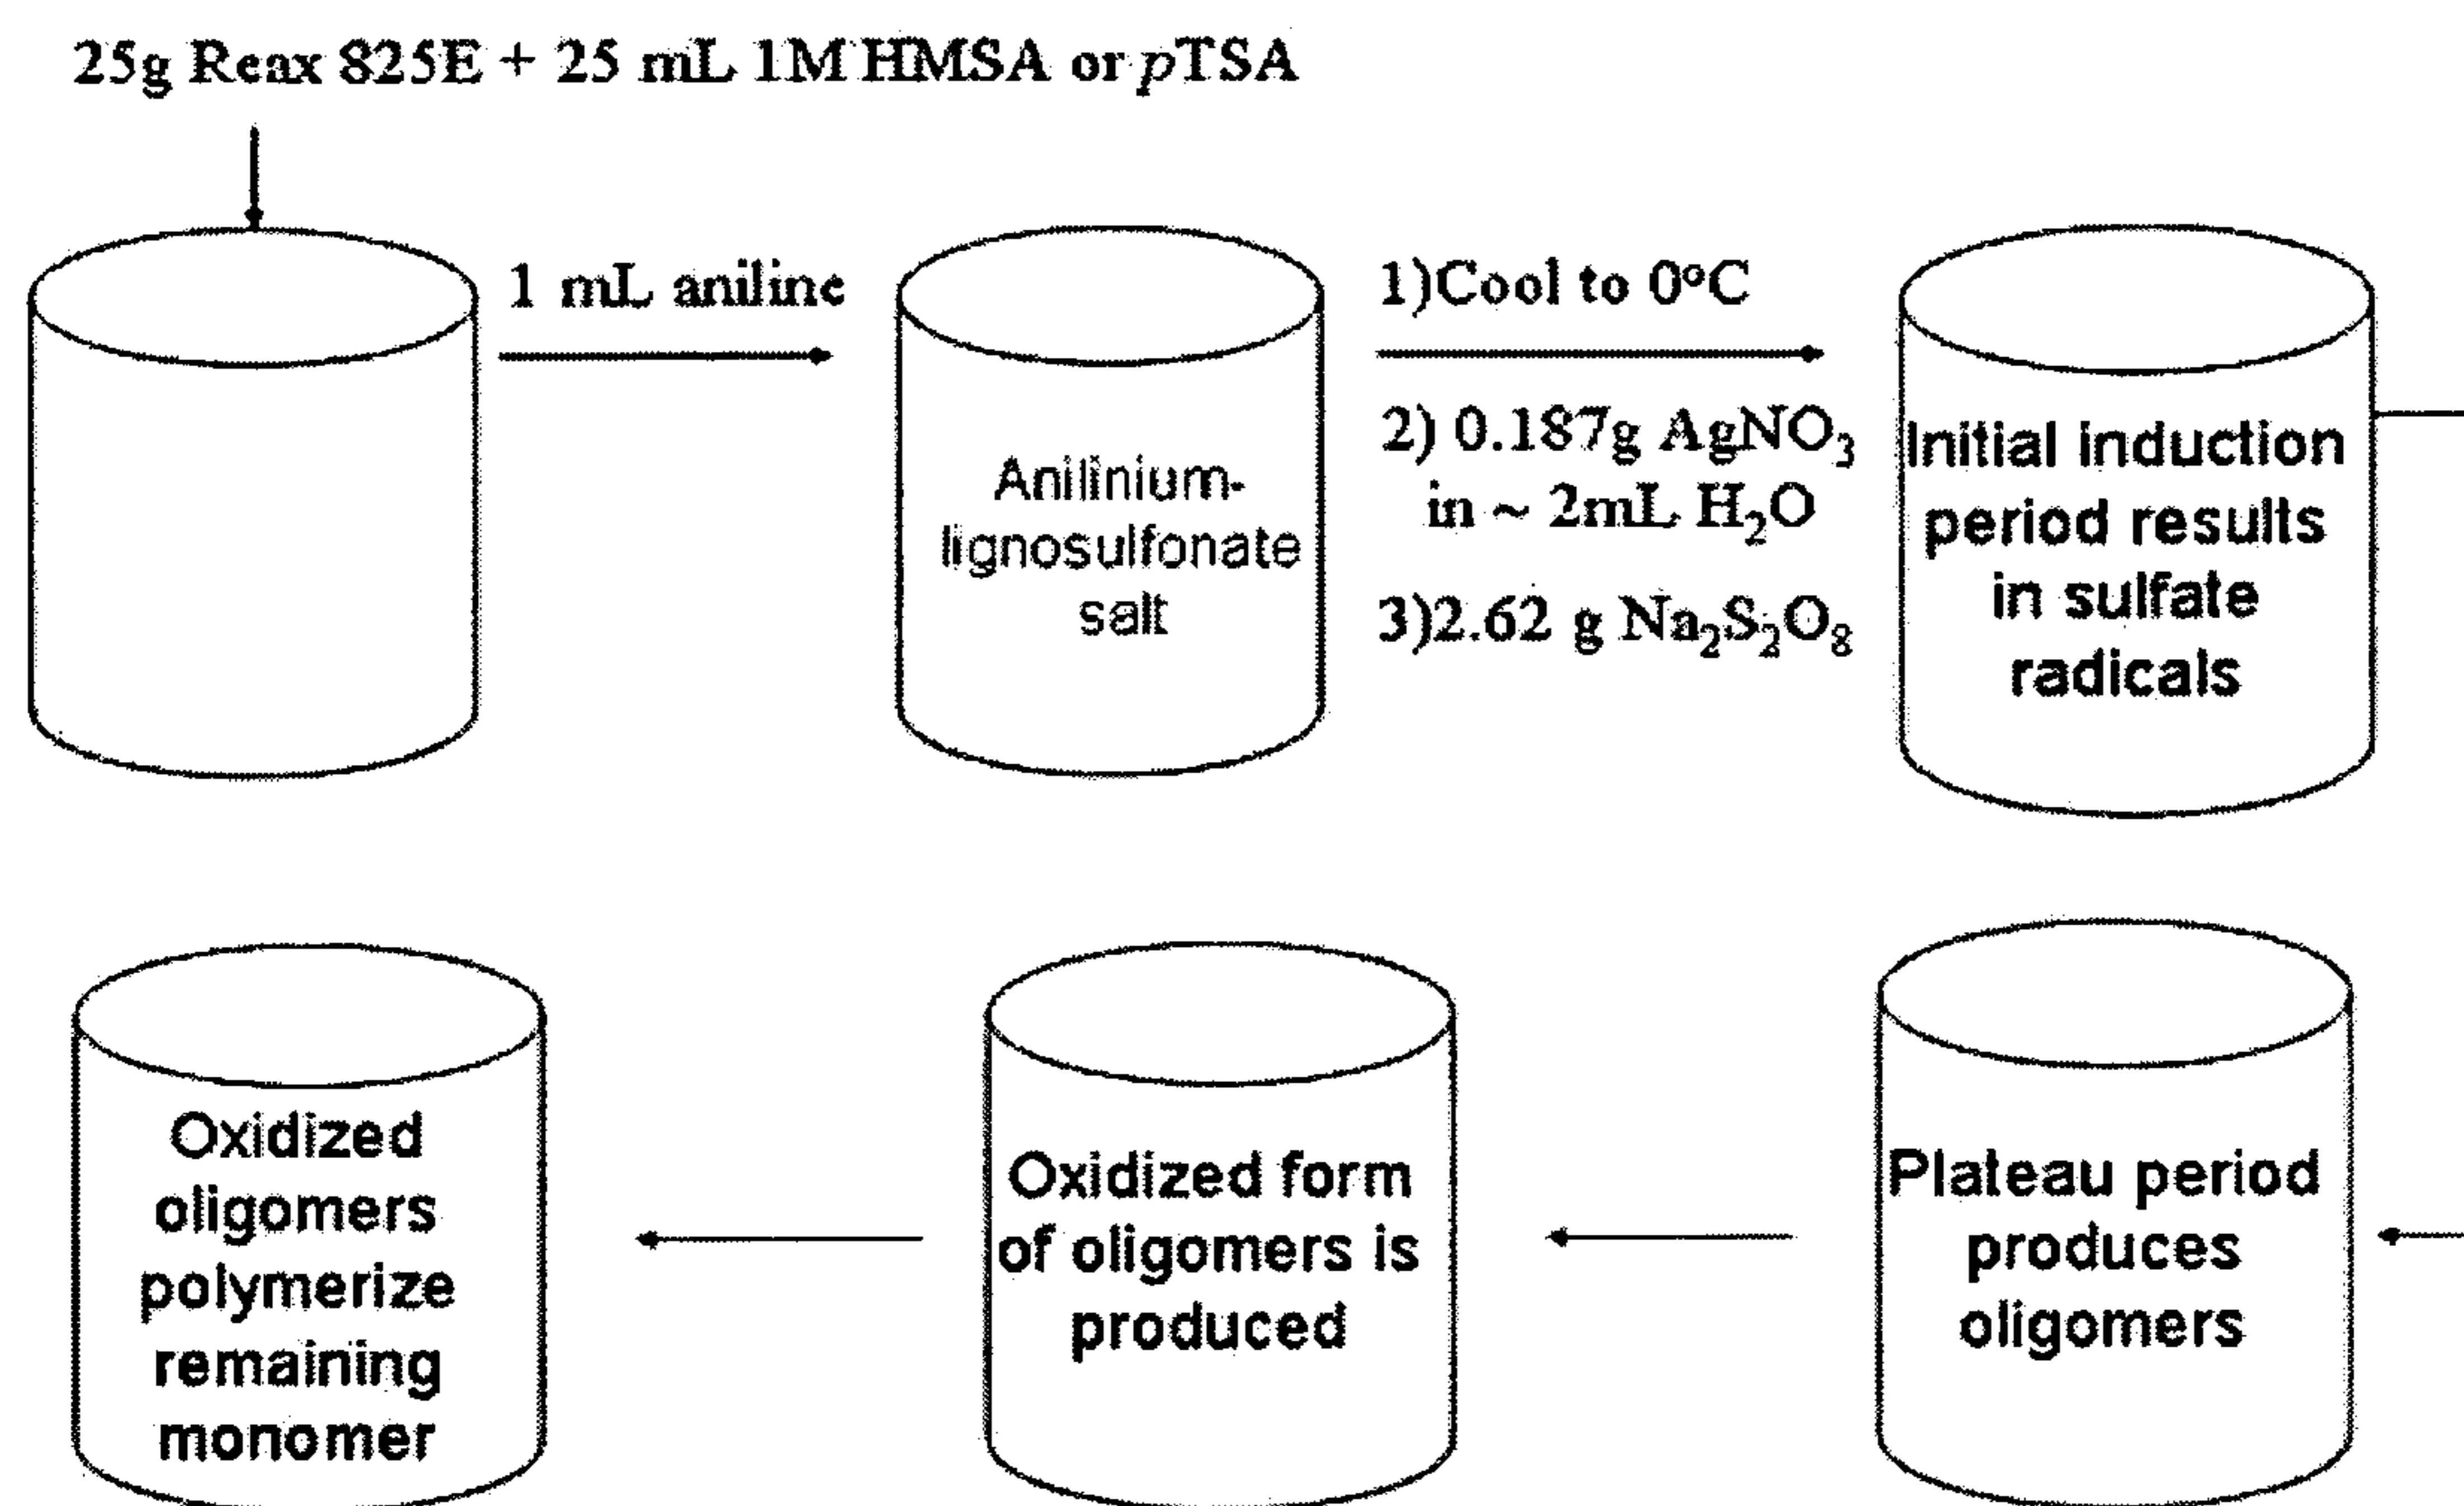 25g Reax 825E + 25 mL 1M HMSA or pTSA
1 mL aniline
Anilinium-
lignosulfonate
salt
1)Cool to 0°C
2) 0.187g AgNO₃
in ~ 2mL H₂O
3)2.62 g Na₂S₂O₈
Initial induction
period results
in sulfate
radicals
Plateau period
produces
oligomers
Oxidized form
of oligomers is
produced
Oxidized
oligomers
polymerize
remaining
monomer